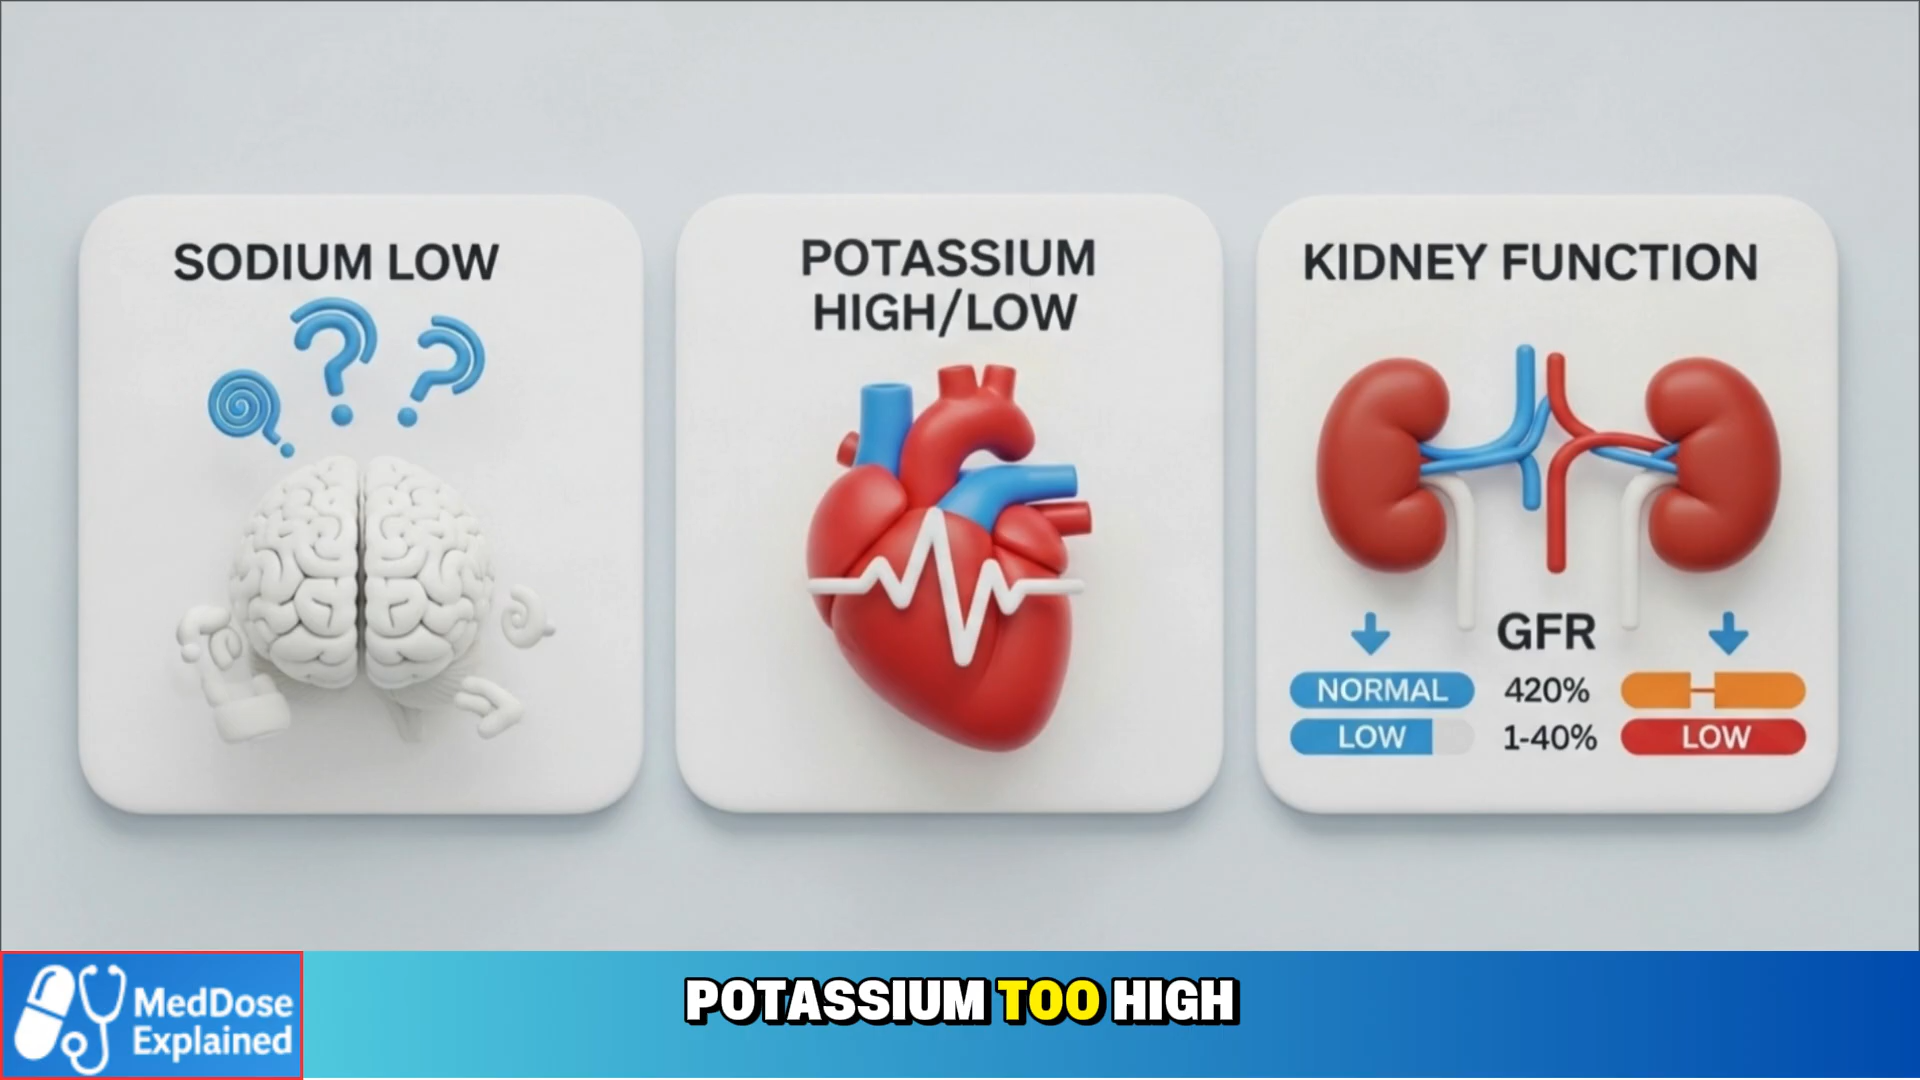 SODIUM LOW
POTASSIUM
HIGH/LOW
KIDNEY FUNCTION
GFR
NORMAL 420%
LOW 1-40% LOW
MedDose
Explained
POTASSIUM TOO HIGH